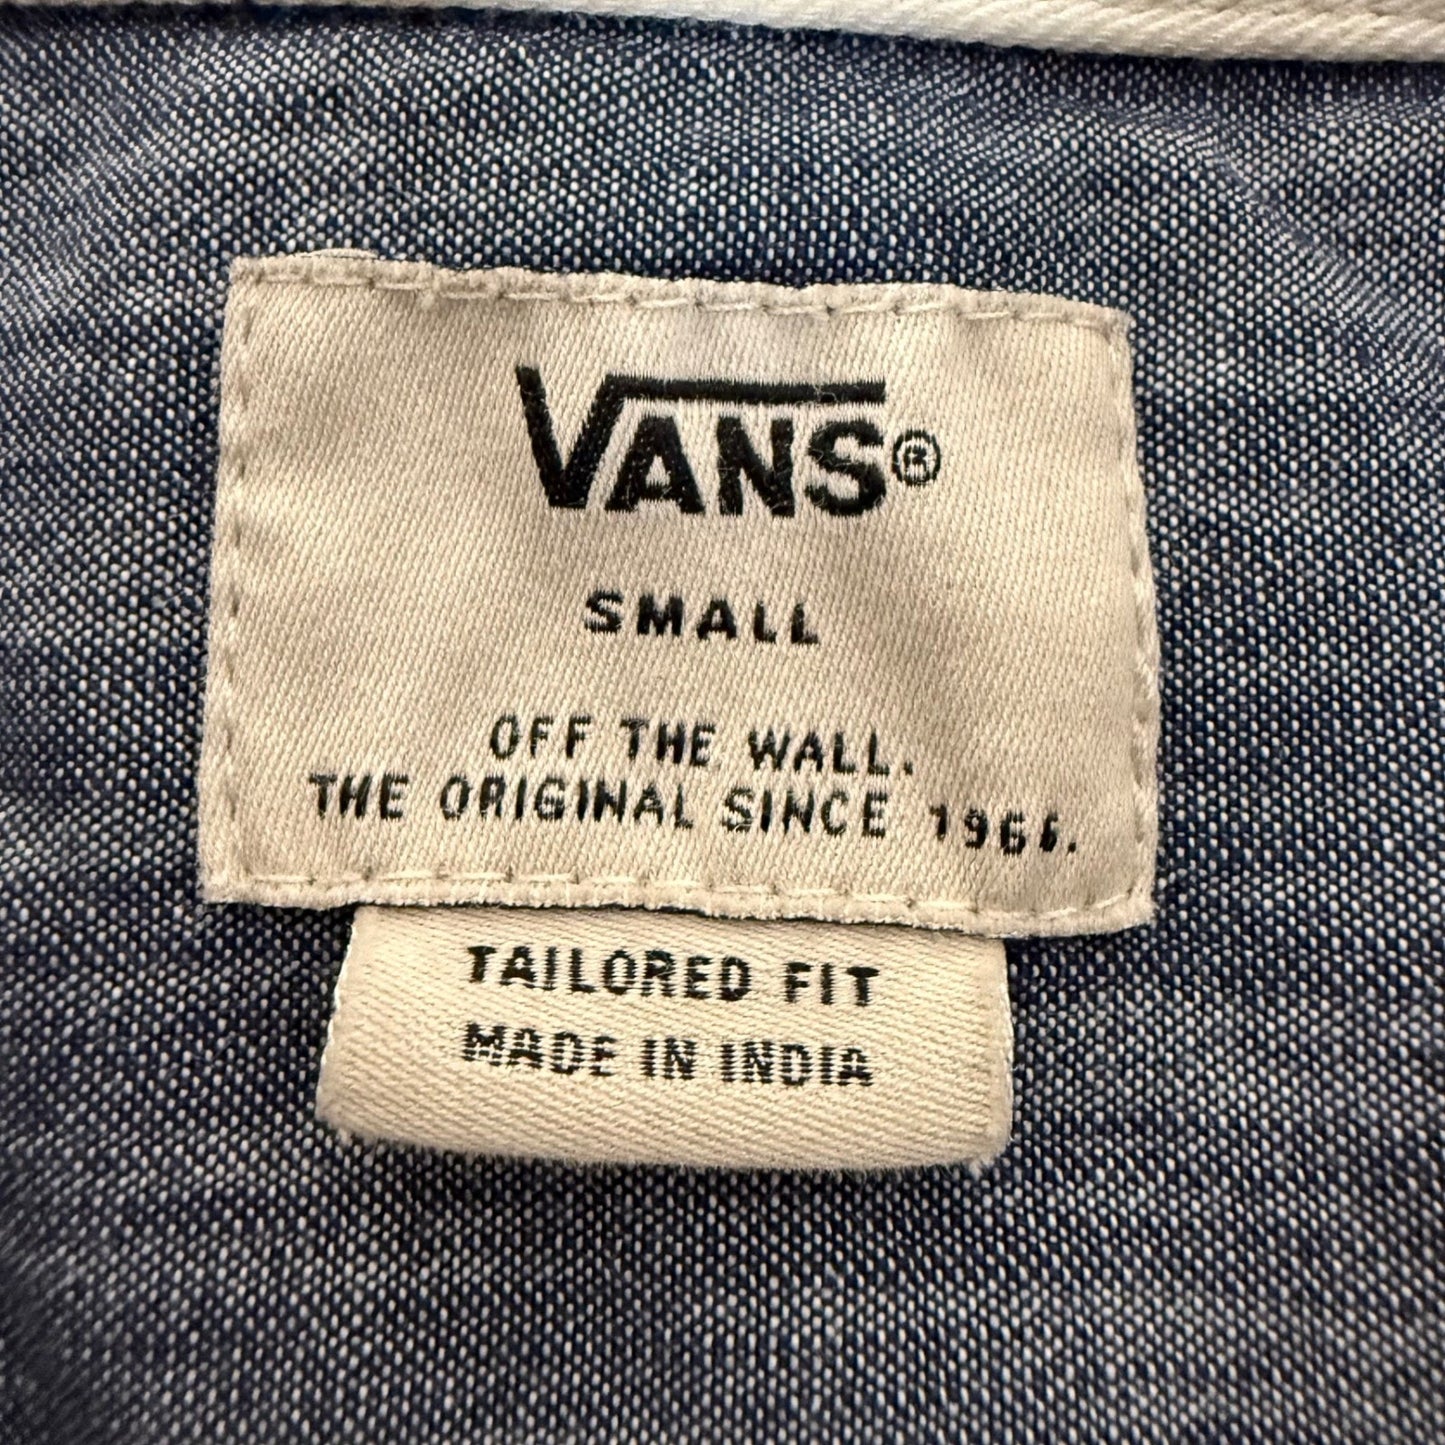 VANS®
SMALL
OFF THE WALL.
THE ORIGINAL SINCE 1966.
TAILORED FIT
MADE IN INDIA